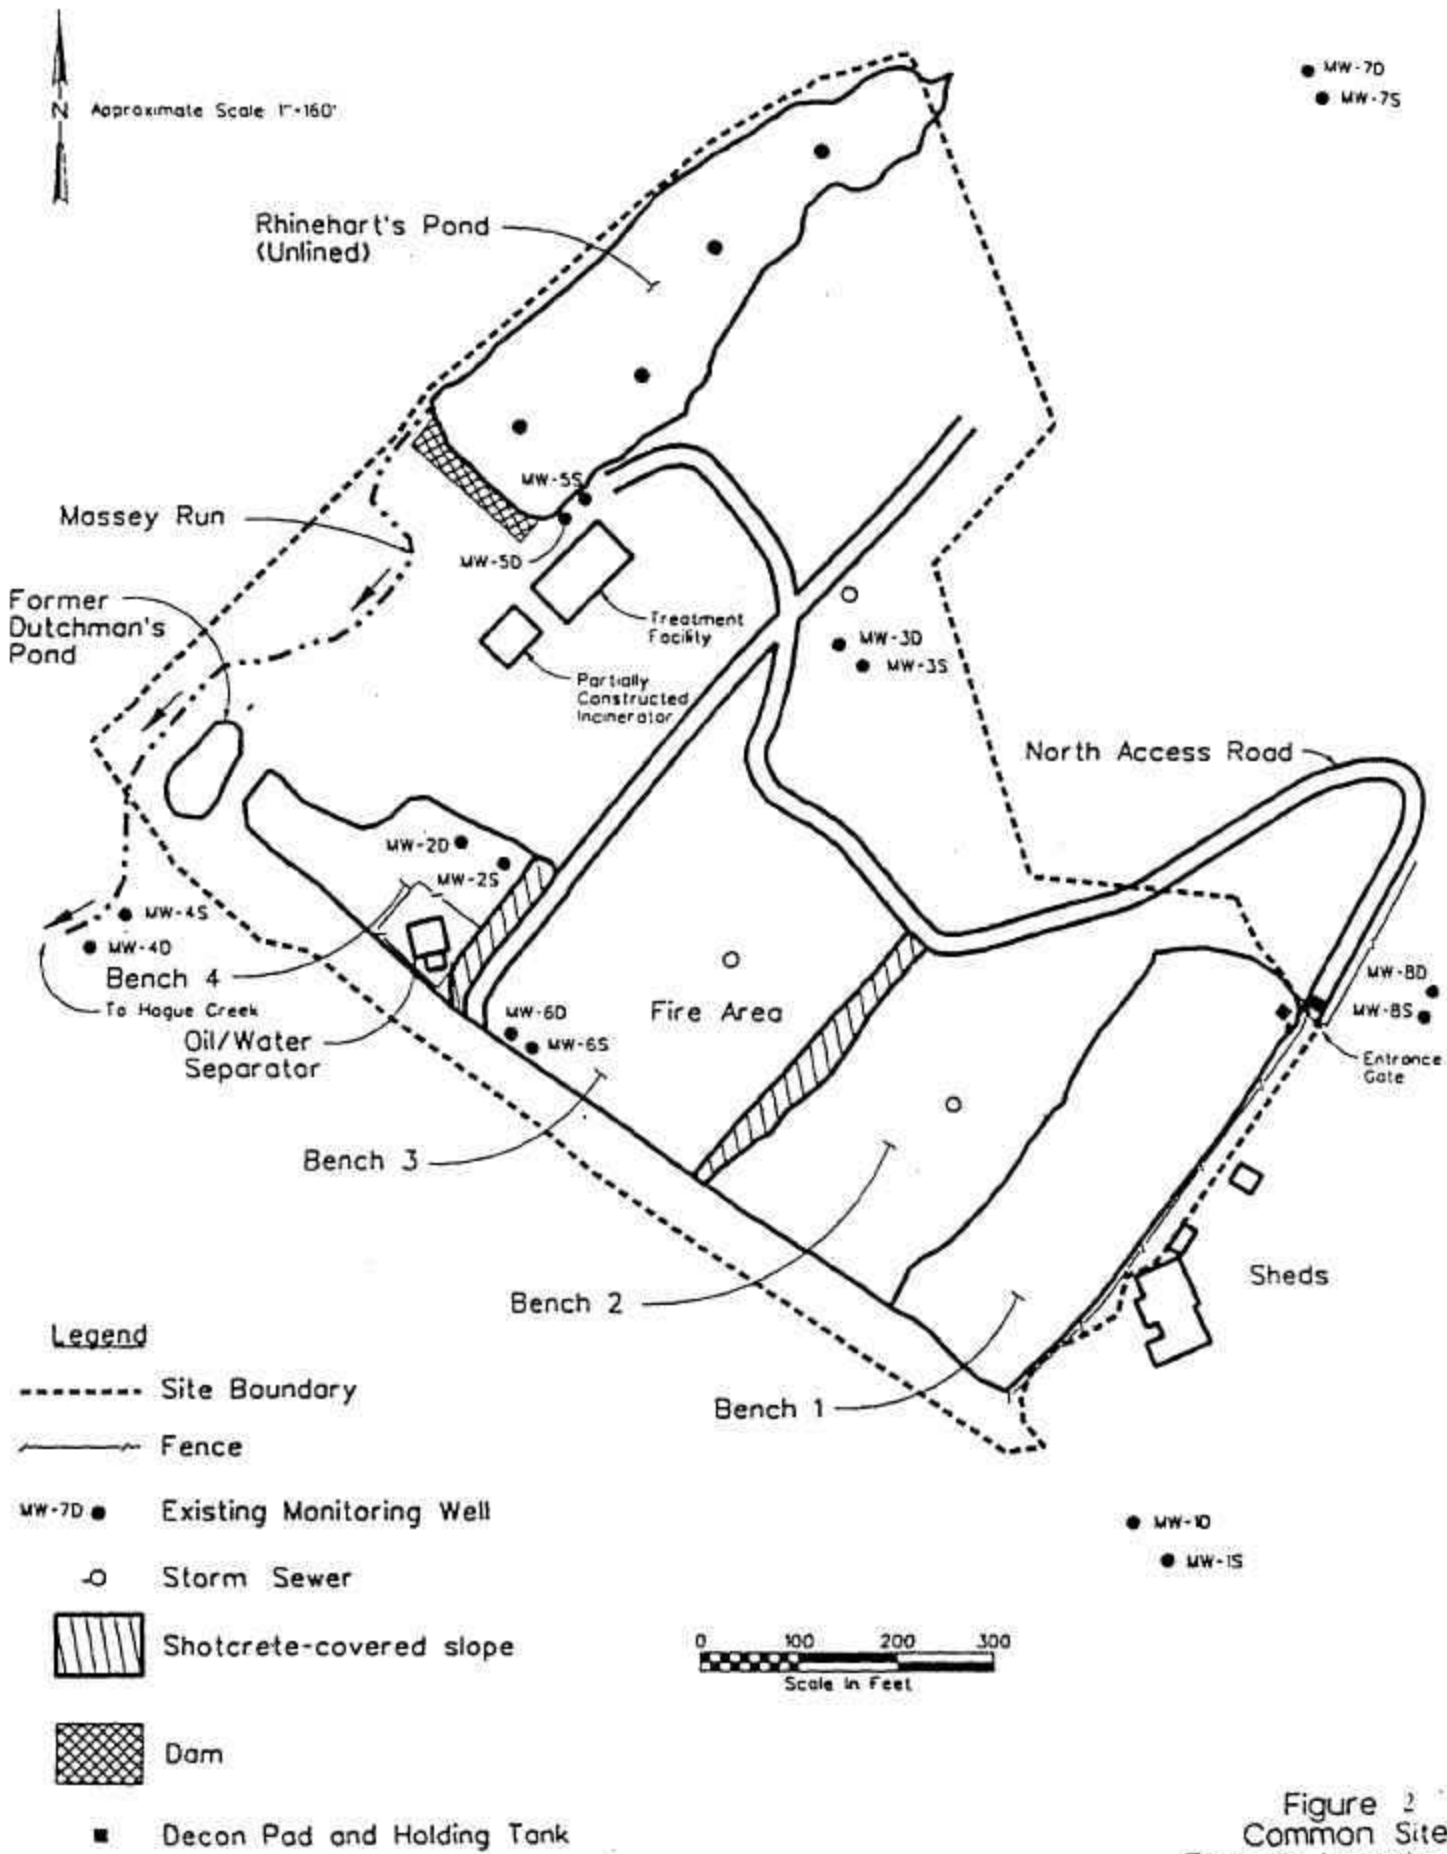 MW-7D
MW-7S
N
Approximate Scale 1"=160'
Rhinehart's Pond
(Unlined)
MW-5S
Massey Run
MW-5D
Former
Dutchman's
Pond
Treatment
Facility
MW-3D
MW-3S
Partially
Constructed
Incinerator
North Access Road
MW-2D
MW-2S
MW-4S
MW-4D
Bench 4
To Hogue Creek
MW-8D
MW-8S
Fire Area
MW-6D
MW-6S
Oil/Water
Separator
Entrance
Gate
Bench 3
Sheds
Bench 2
Bench 1
Legend
Site Boundary
Fence
MW-7D
Existing Monitoring Well
Storm Sewer
Shotcrete-covered slope
Dam
Decon Pad and Holding Tank
MW-1D
MW-1S
0 100 200 300
Scale in Feet
Figure 2
Common Site